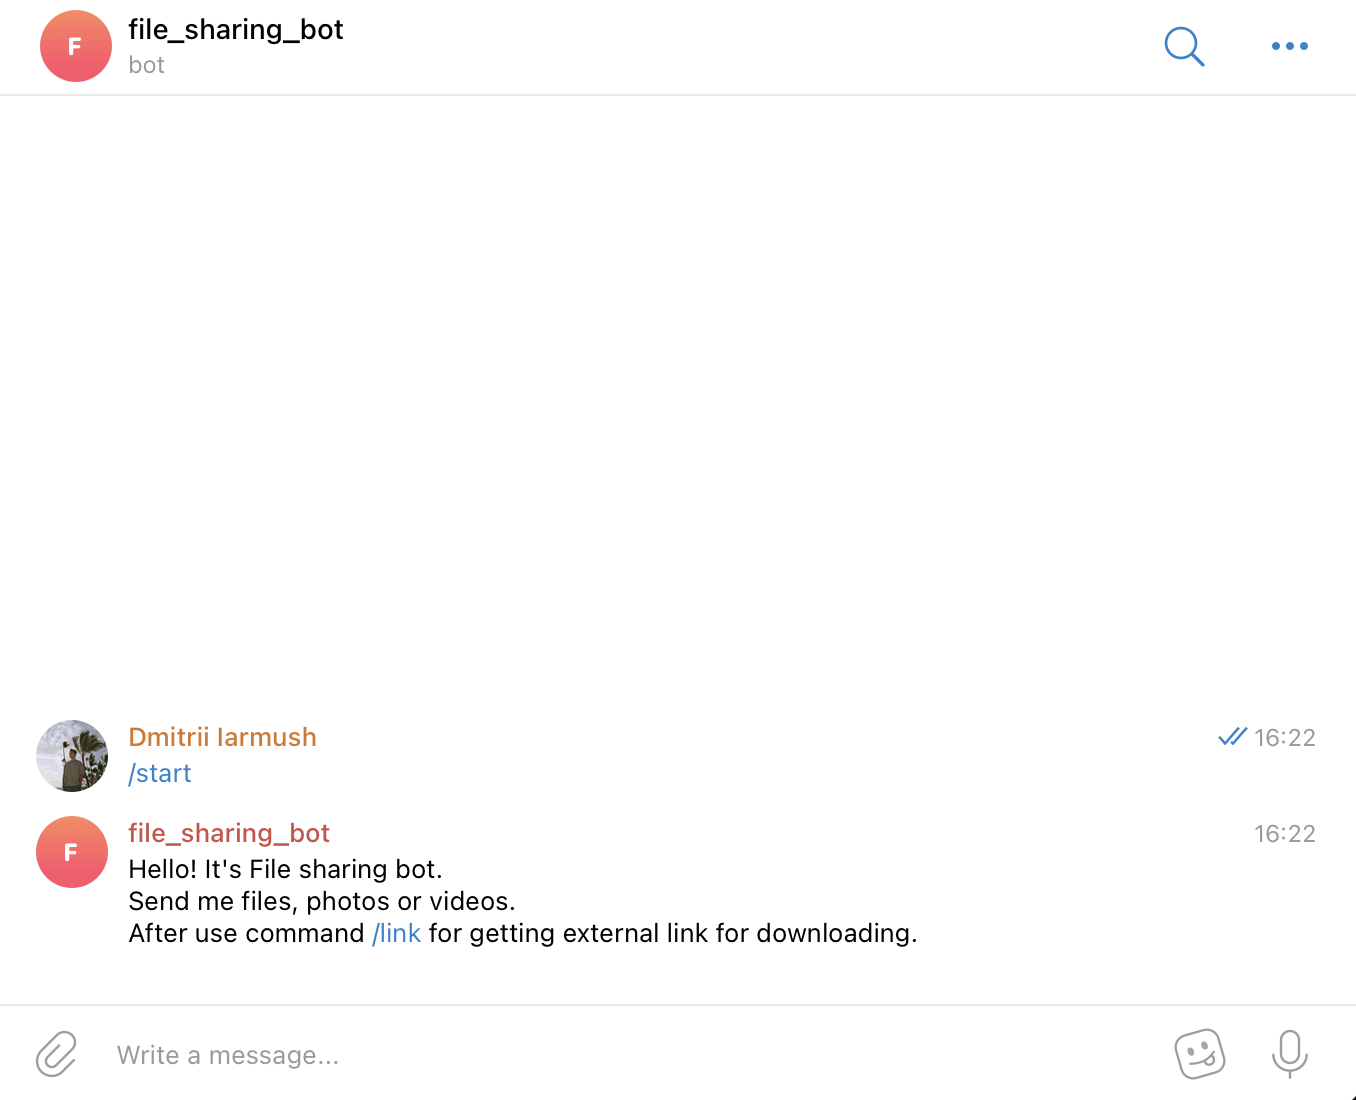 F
file_sharing_bot
bot
Dmitrii Iarmush
16:22
/start
F
file_sharing_bot
16:22
Hello! It's File sharing bot.
Send me files, photos or videos.
After use command /link for getting external link for downloading.
Write a message...